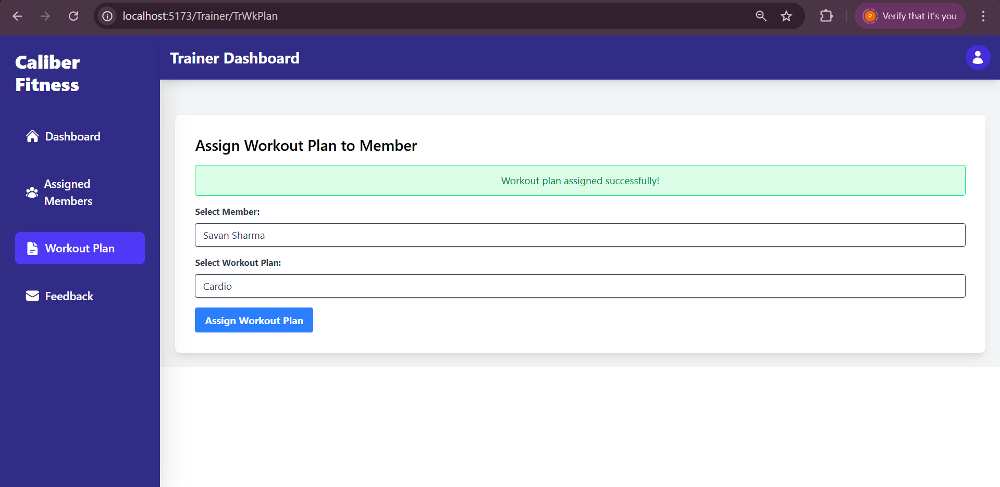 localhost:5173/Trainer/TrWkPlan
P
Verify that it's you
Caliber
Fitness
Trainer Dashboard
Dashboard
Assigned
Members
Workout Plan
Feedback
Assign Workout Plan to Member
Workout plan assigned successfully!
Select Member:
Savan Sharma
Select Workout Plan:
Cardio
Assign Workout Plan